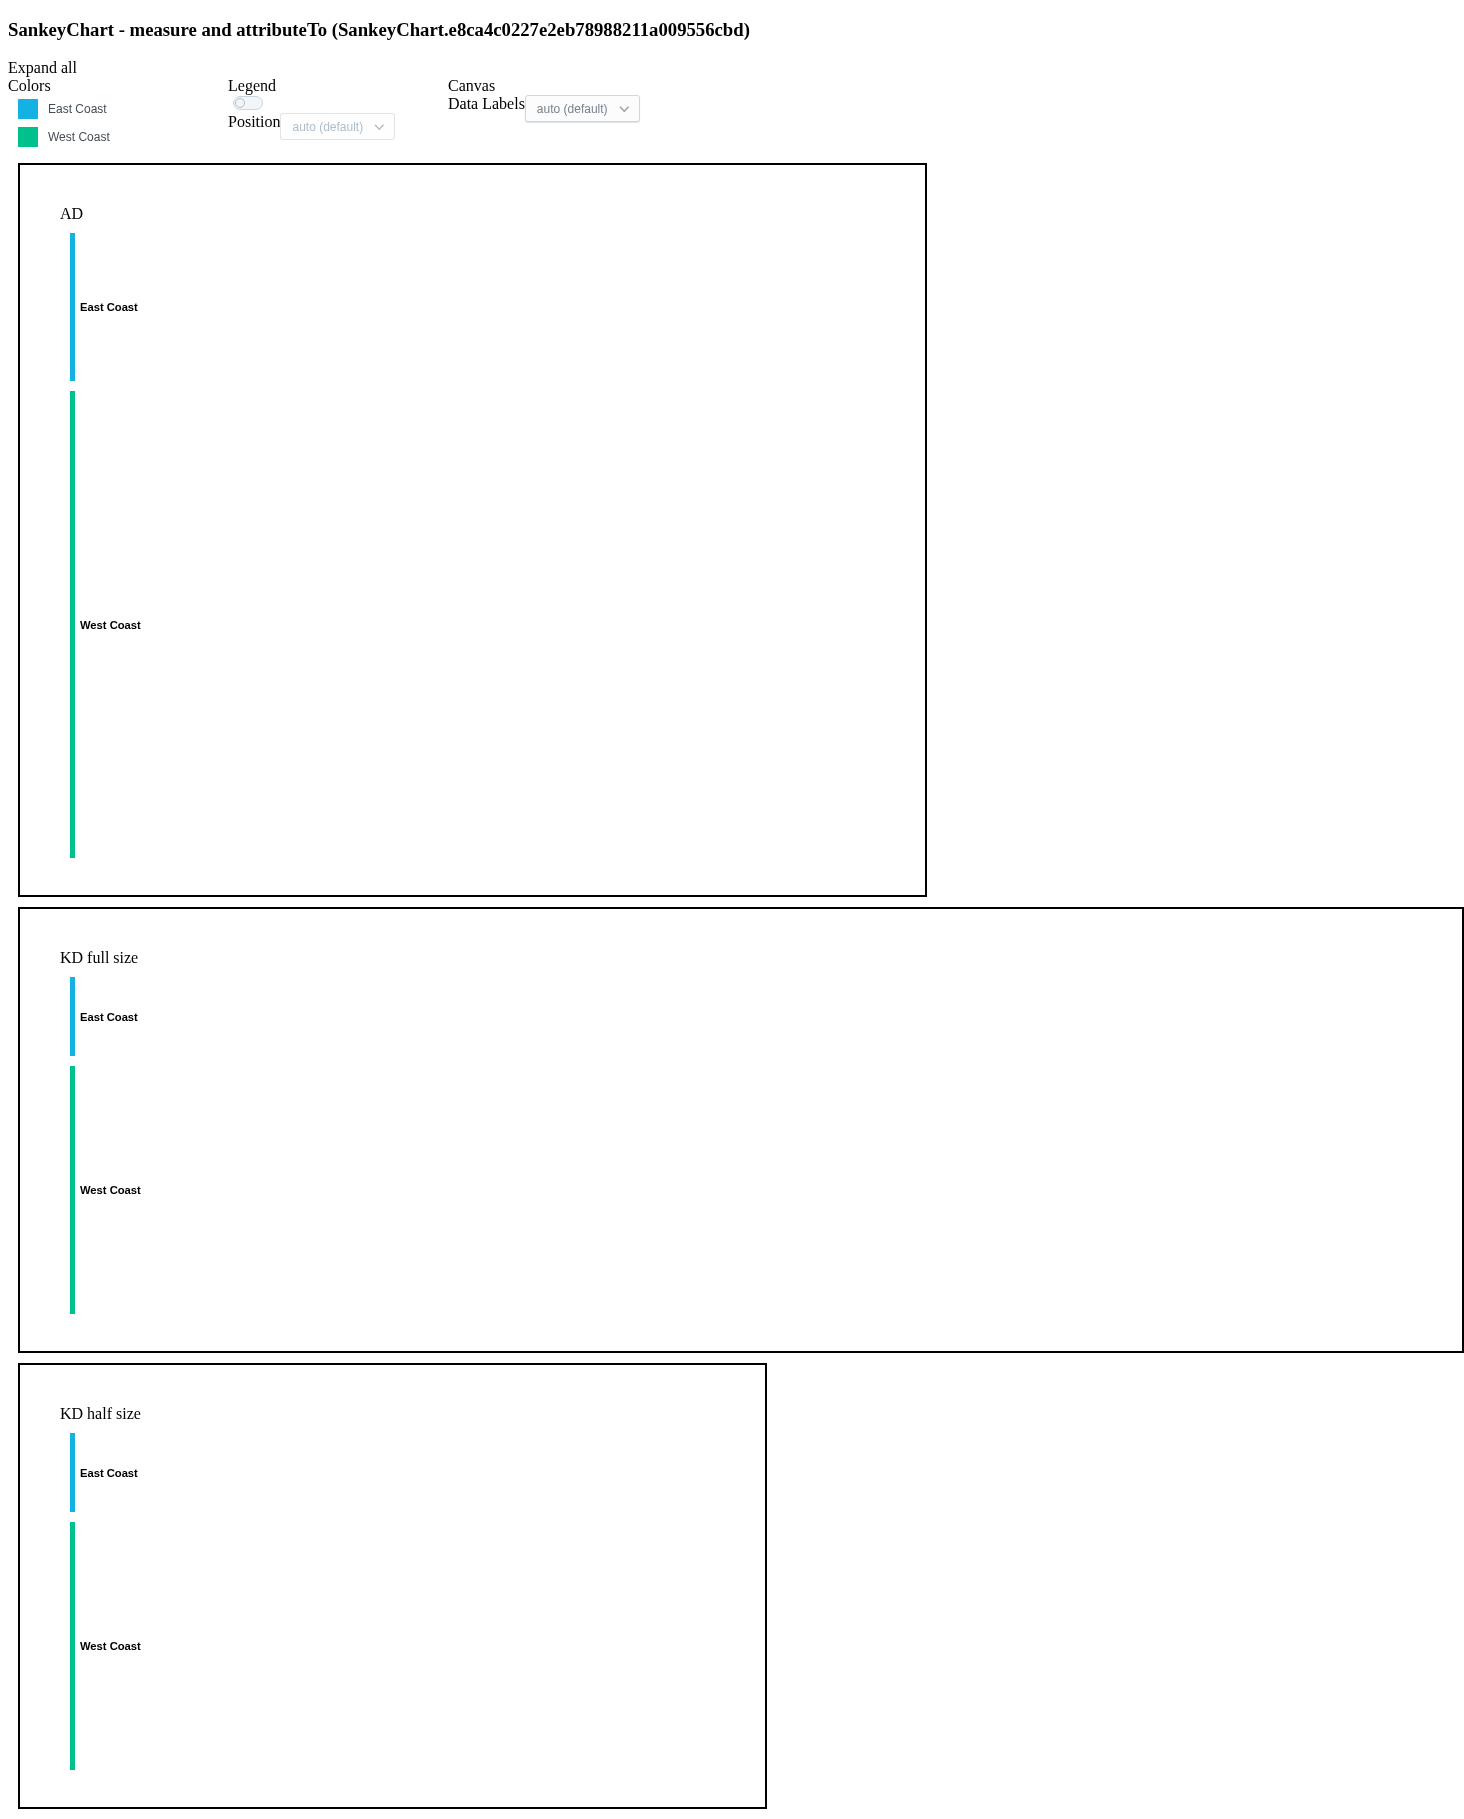 SankeyChart - measure and attributeTo (SankeyChart.e8ca4c0227e2eb78988211a009556cbd)
Expand all
Colors
East Coast
West Coast
Legend
Position
auto (default)
Canvas
Data Labels
auto (default)
AD
East Coast
West Coast
KD full size
East Coast
West Coast
KD half size
East Coast
West Coast